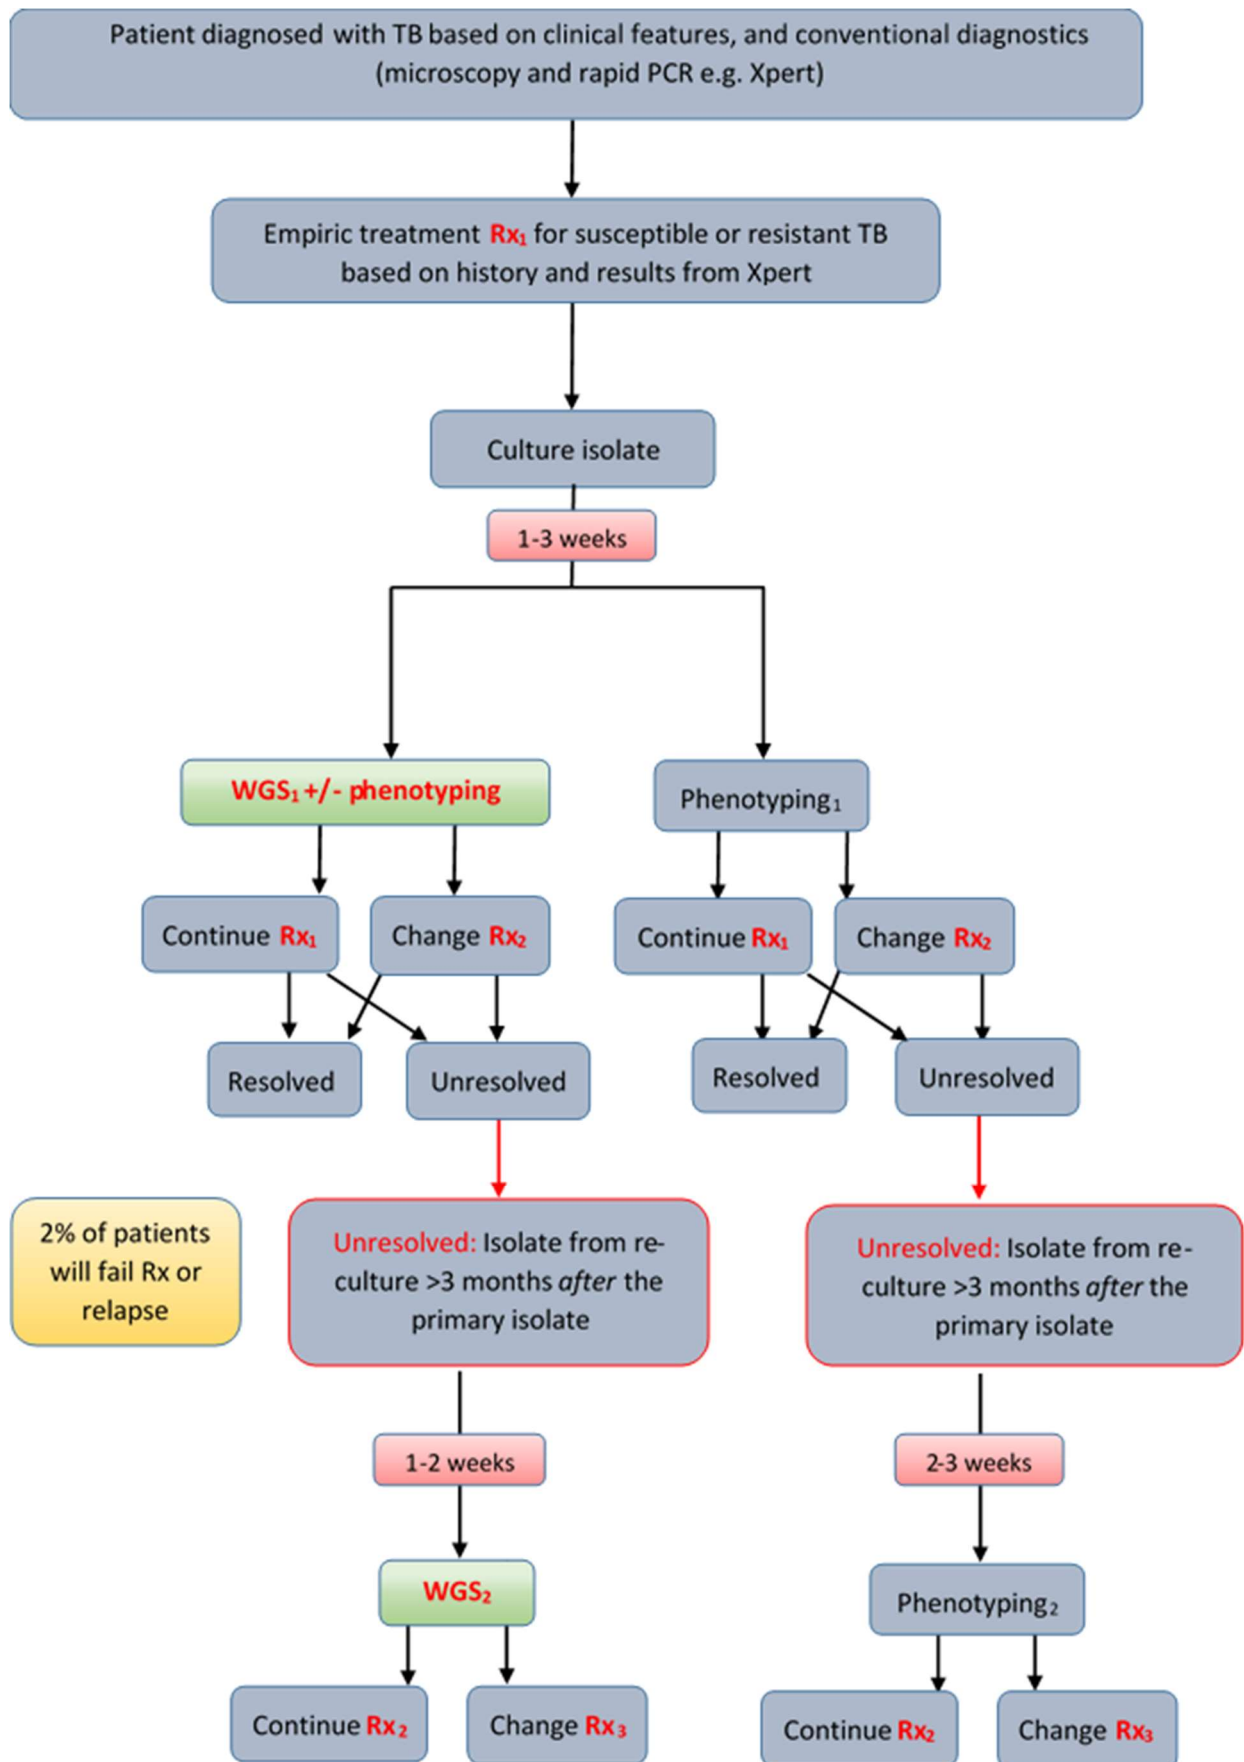 Patient diagnosed with TB based on clinical features, and conventional diagnostics
(microscopy and rapid PCR e.g. Xpert)
Empiric treatment Rx₁ for susceptible or resistant TB
based on history and results from Xpert
Culture isolate
1-3 weeks
WGS₁ +/- phenotyping
Phenotyping₁
Continue Rx₁
Change Rx₂
Continue Rx₁
Change Rx₂
Resolved
Unresolved
Resolved
Unresolved
2% of patients
will fail Rx or
relapse
Unresolved: Isolate from re-
culture >3 months after the
primary isolate
Unresolved: Isolate from re-
culture >3 months after the
primary isolate
1-2 weeks
2-3 weeks
WGS₂
Phenotyping₂
Continue Rx₂
Change Rx₃
Continue Rx₂
Change Rx₃